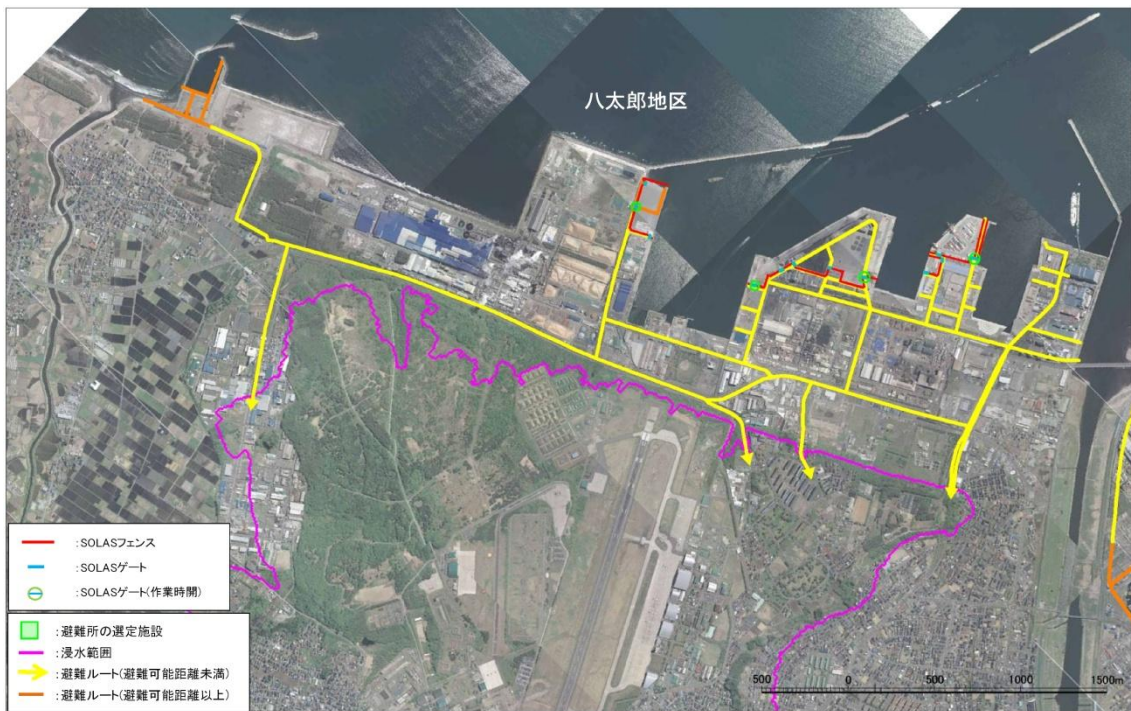 八太郎地区
:SOLASフェンス
:SOLASゲート
:SOLASゲート(作業時間)
:避難所の選定施設
:浸水範囲
:避難ルート(避難可能距離未満)
:避難ルート(避難可能距離以上)
500 0 500 1000 1500m